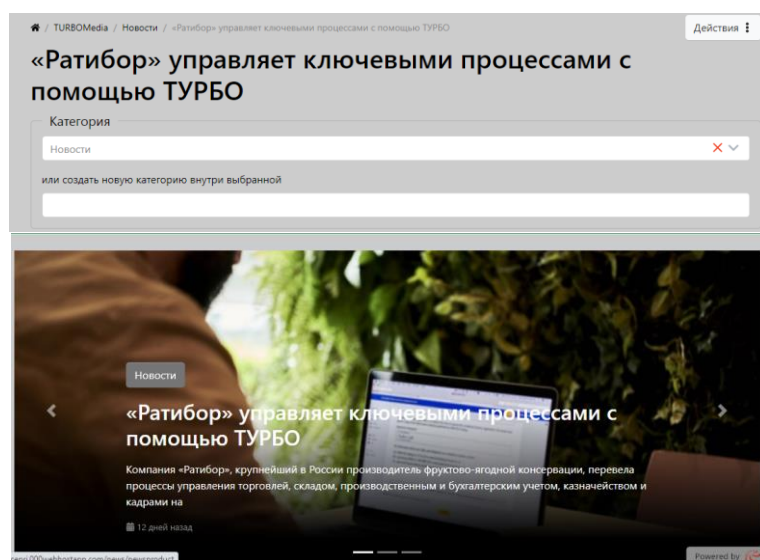 / TURBOMedia / Новости / «Ратибор» управляет ключевыми процессами с помощью ТУРБО
Действия
«Ратибор» управляет ключевыми процессами с
помощью ТУРБО
Категория
Новости
или создать новую категорию внутри выбранной
Новости
«Ратибор» управляет ключевыми процессами с
помощью ТУРБО
Компания «Ратибор», крупнейший в России производитель фруктово-ягодной консервации, перевела
процессы управления торговлей, складом, производственным и бухгалтерским учетом, казначейством и
кадрами на
12 дней назад
Powered by